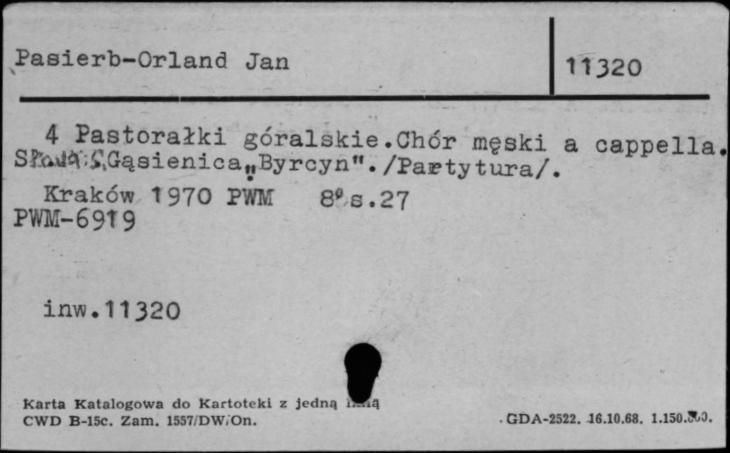 Pasierb-Orland Jan
11320
4 Pastorałki góralskie.Chór męski a cappella.
Gąsienica„Byrcyn"./Partytura/.
Kraków 1970 PWM 8° s.27
PWM-6919
inw.11320
Karta Katalogowa do Kartoteki z jedną
CWD B-15c. Zam. 1557/DW/On.
GDA-2522. 16.10.68.